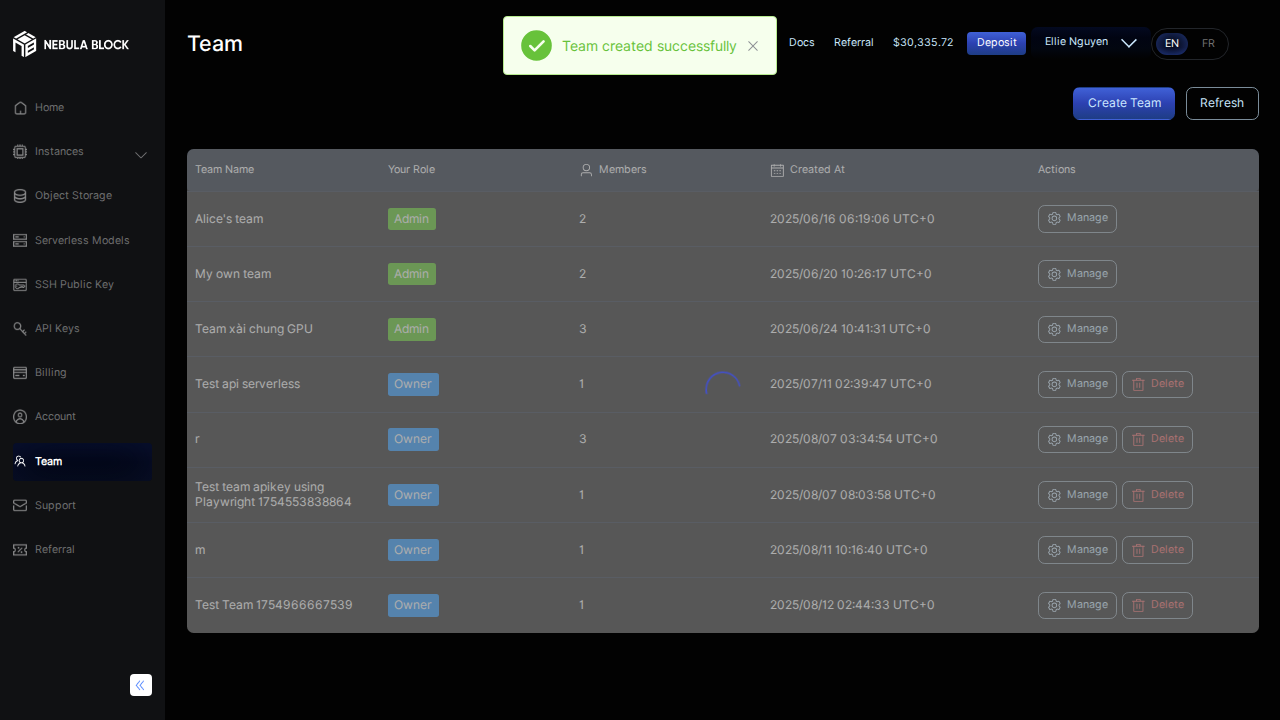 NEBULA BLOCK
Team
Team created successfully
Docs
Referral
$30,335.72
Deposit
Ellie Nguyen
EN
FR
Create Team
Refresh
Home
Instances
Object Storage
Serverless Models
SSH Public Key
API Keys
Billing
Account
Team
Support
Referral
Team Name Your Role Members Created At Actions
Alice's team Admin 2 2025/06/16 06:19:06 UTC+0 Manage
My own team Admin 2 2025/06/20 10:26:17 UTC+0 Manage
Team xài chung GPU Admin 3 2025/06/24 10:41:31 UTC+0 Manage
Test api serverless Owner 1 2025/07/11 02:39:47 UTC+0 Manage Delete
r Owner 3 2025/08/07 03:34:54 UTC+0 Manage Delete
Test team apikey using
Playwright 1754553838864 Owner 1 2025/08/07 08:03:58 UTC+0 Manage Delete
m Owner 1 2025/08/11 10:16:40 UTC+0 Manage Delete
Test Team 1754966667539 Owner 1 2025/08/12 02:44:33 UTC+0 Manage Delete